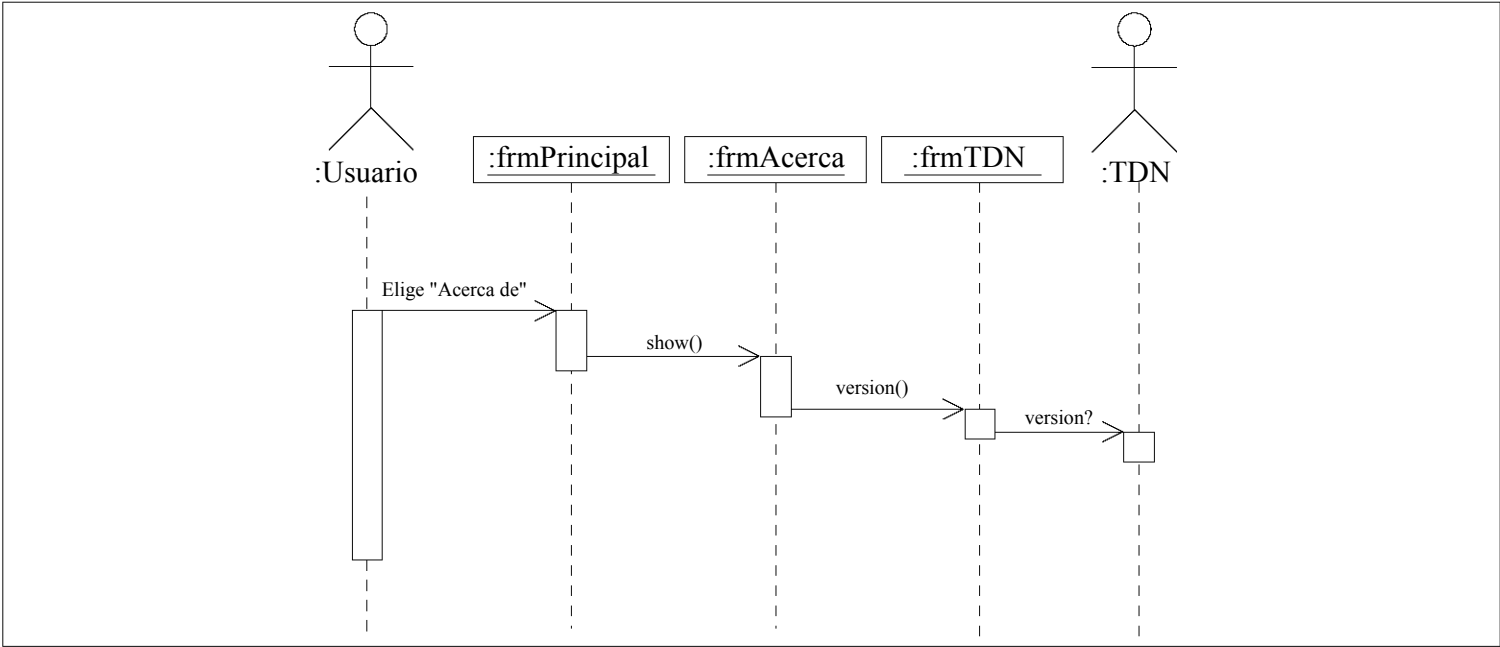 :Usuario
:frmPrincipal
:frmAcerca
:frmTDN
:TDN
Elige "Acerca de"
show()
version()
version?